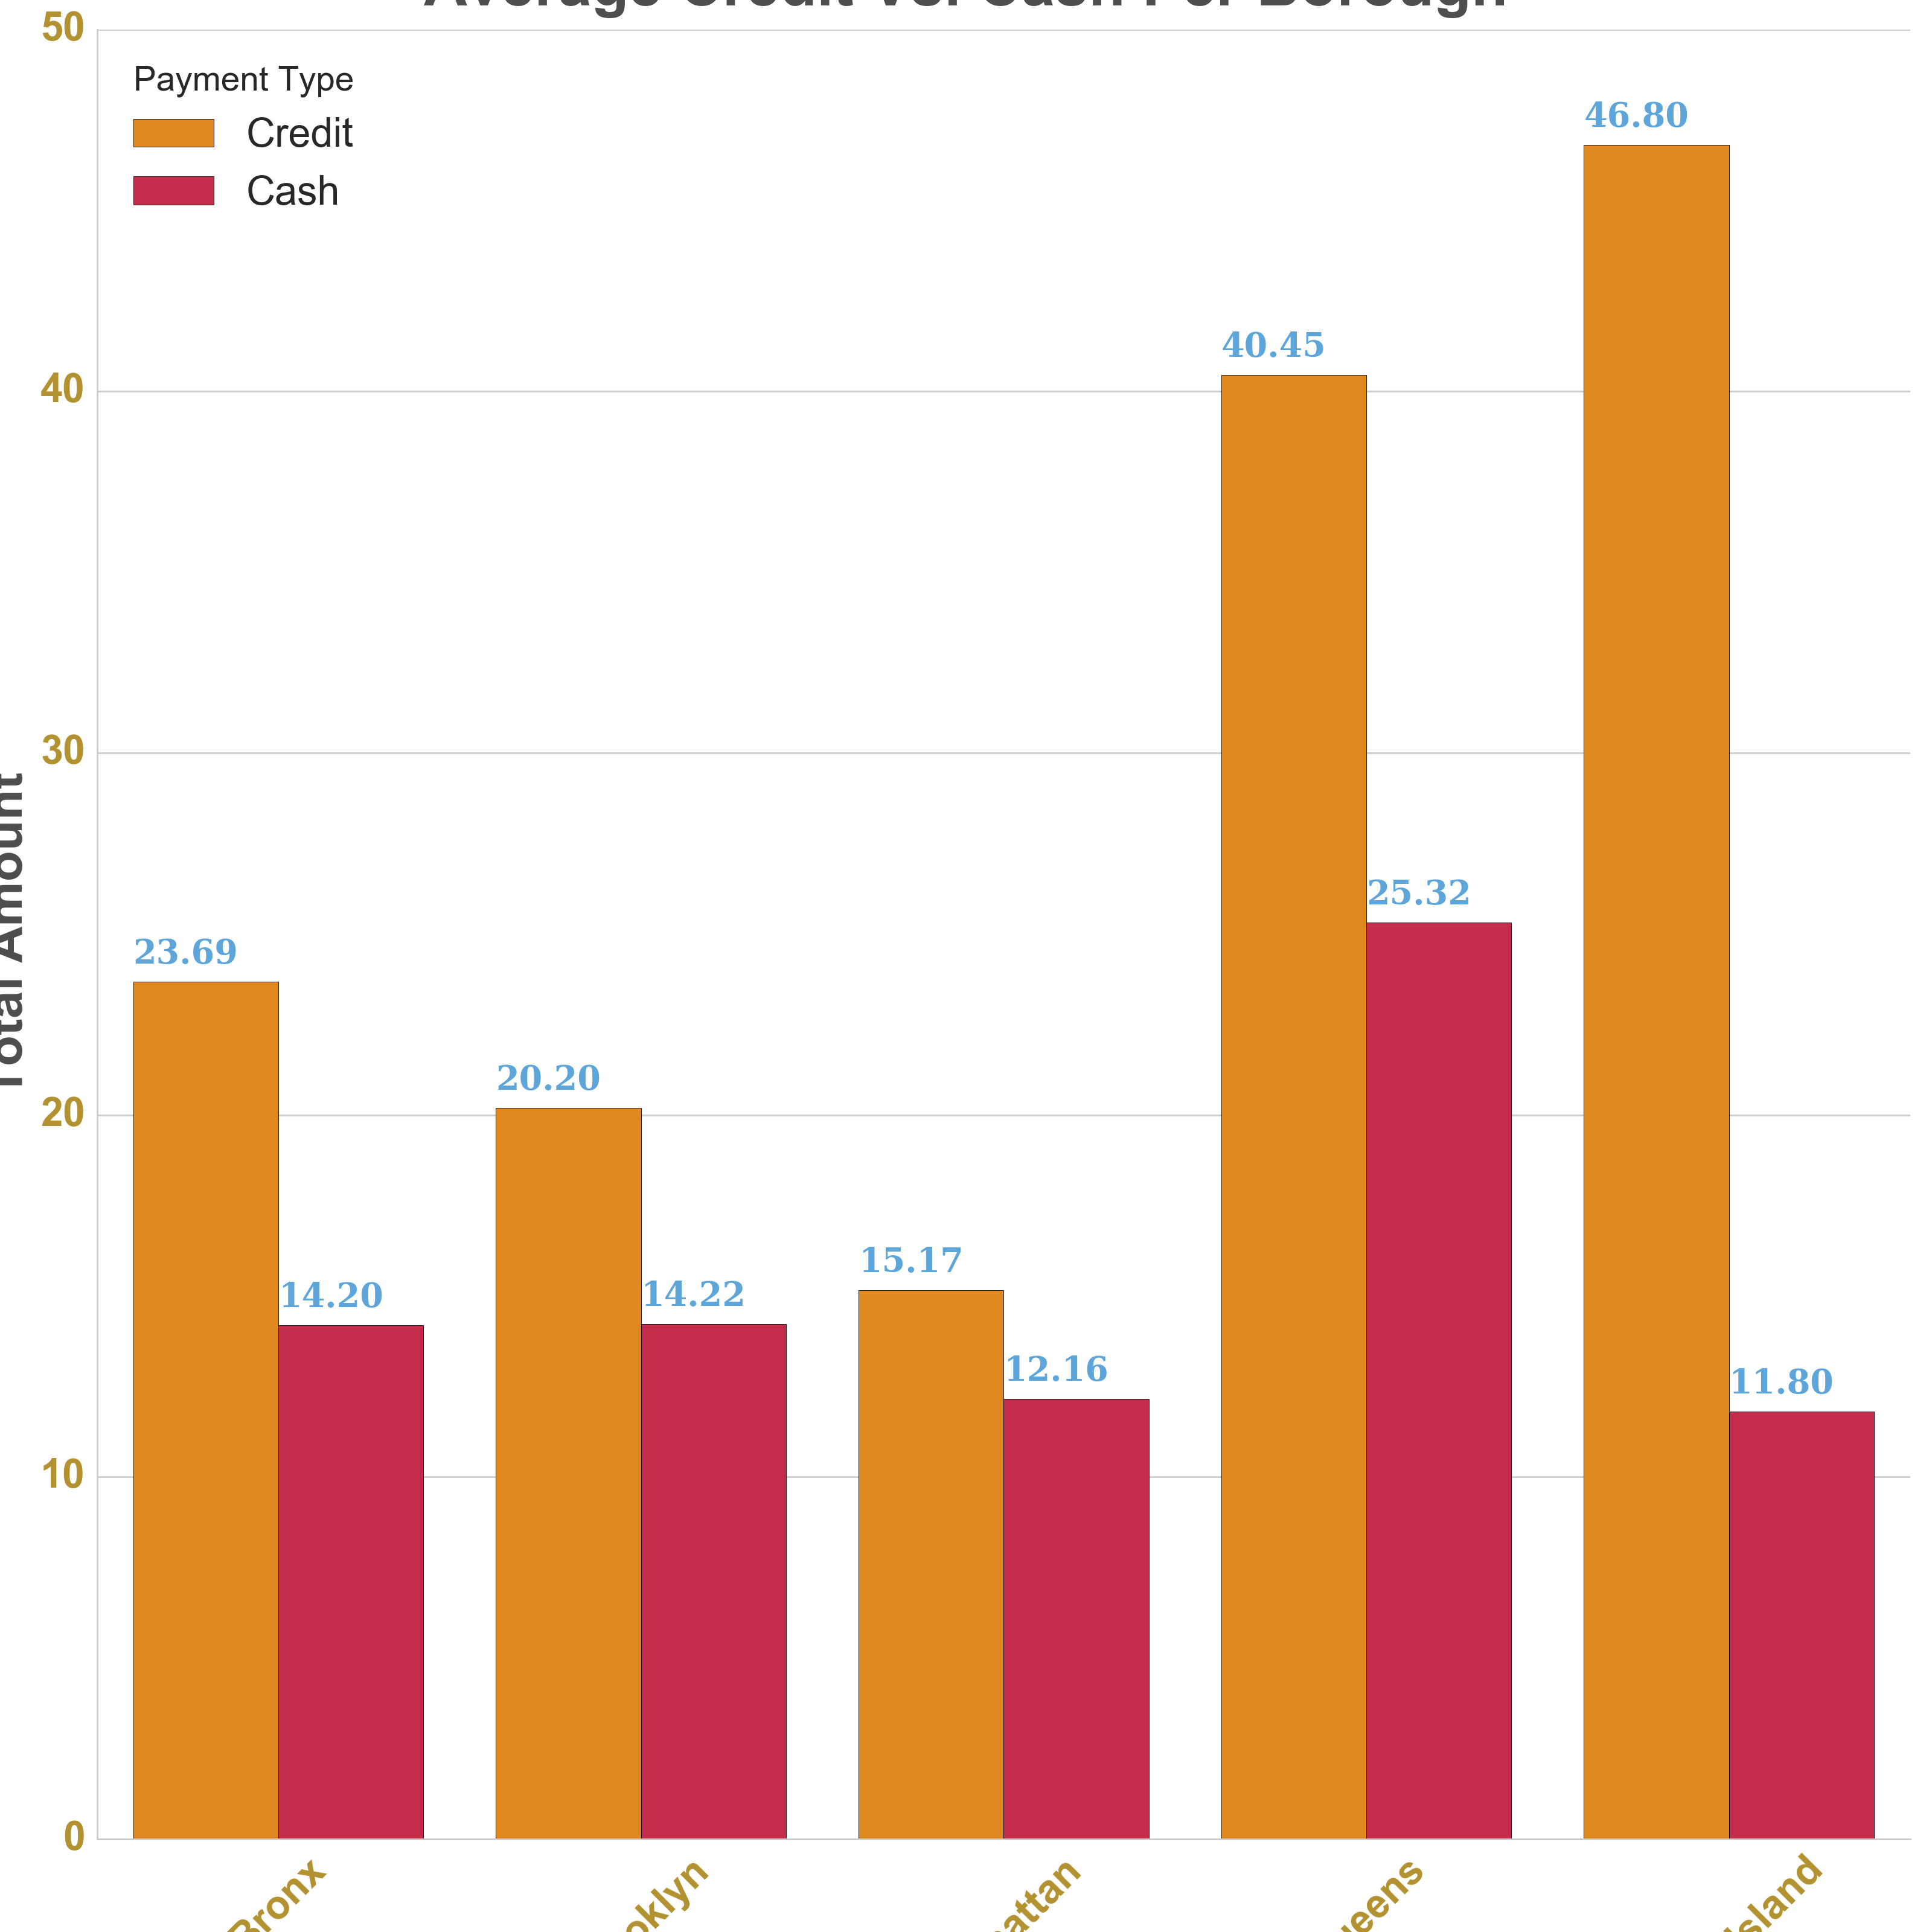 Average Credit Vs. Cash Per Borough
50
40
30
20
10
0
Total Amount
Payment Type
Credit
Cash
23.69
14.20
20.20
14.22
15.17
12.16
40.45
25.32
46.80
11.80
Bronx
oklyn
attan
eens
Island